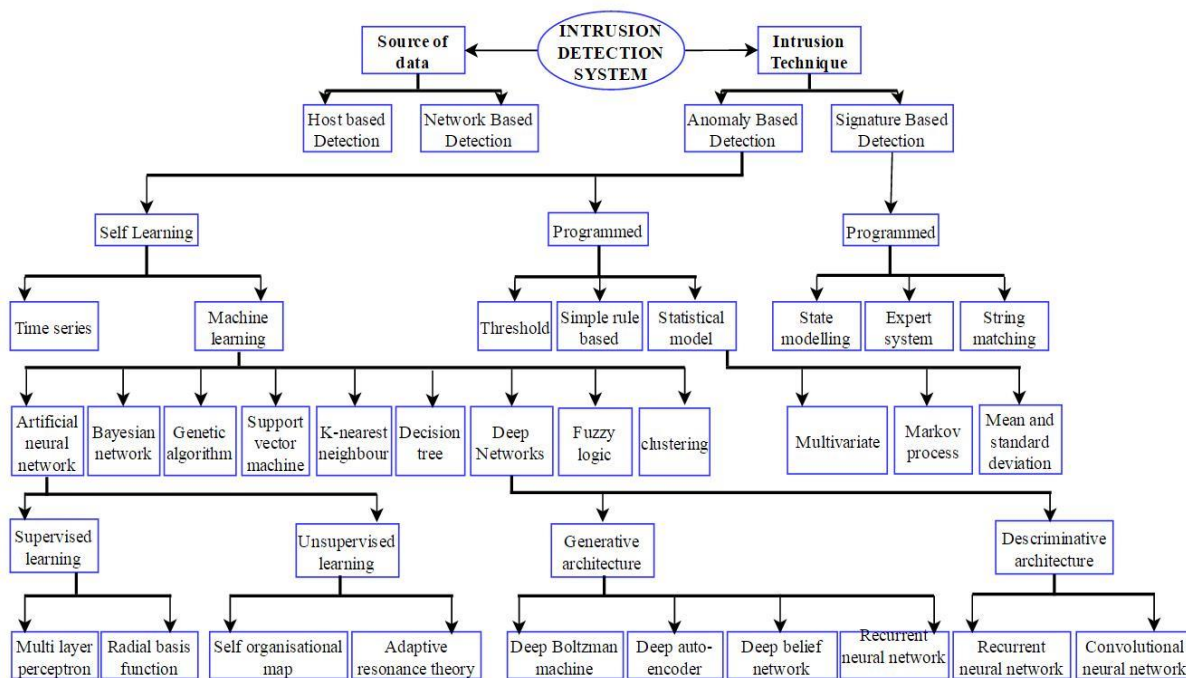 INTRUSION
DETECTION
SYSTEM
Source of
data
Intrusion
Technique
Host based
Detection
Network Based
Detection
Anomaly Based
Detection
Signature Based
Detection
Self Learning
Programmed
Programmed
Time series
Machine
learning
Threshold
Simple rule
based
Statistical
model
State
modelling
Expert
system
String
matching
Artificial
neural
network
Bayesian
network
Genetic
algorithm
Support
vector
machine
K-nearest
neighbour
Decision
tree
Deep
Networks
Fuzzy
logic
clustering
Multivariate
Markov
process
Mean and
standard
deviation
Supervised
learning
Unsupervised
learning
Generative
architecture
Descriminative
architecture
Multi layer
perceptron
Radial basis
function
Self organisational
map
Adaptive
resonance theory
Deep Boltzman
machine
Deep auto-
encoder
Deep belief
network
Recurrent
neural network
Recurrent
neural network
Convolutional
neural network